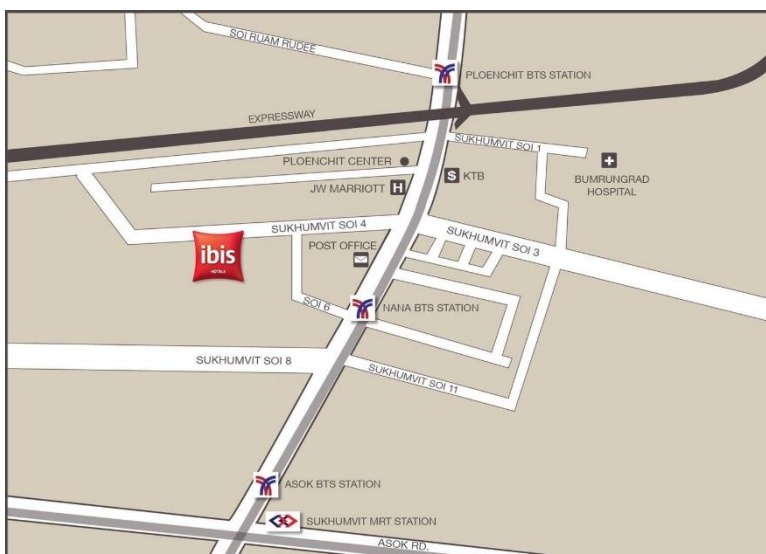 SOI RUAM RUDEE
PLOENCHIT BTS STATION
EXPRESSWAY
SUKHUMVIT SOI 1
PLOENCHIT CENTER
S KTB
BUMRUNGRAD
HOSPITAL
JW MARRIOTT H
SUKHUMVIT SOI 4
SUKHUMVIT SOI 3
POST OFFICE
ibis
HOTELS
SOI 6
NANA BTS STATION
SUKHUMVIT SOI 8
SUKHUMVIT SOI 11
ASOK BTS STATION
SUKHUMVIT MRT STATION
ASOK RD.